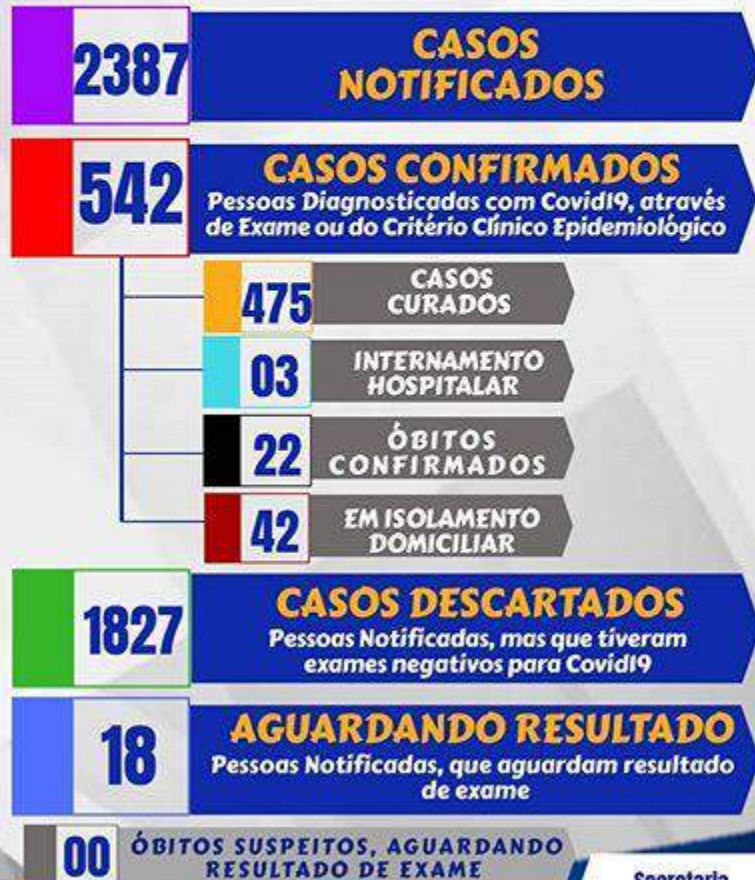 2387
CASOS
NOTIFICADOS
542
CASOS CONFIRMADOS
Pessoas Diagnosticadas com Covid19, através
de Exame ou do Critério Clínico Epidemiológico
475
CASOS
CURADOS
03
INTERNAMENTO
HOSPITALAR
22
ÓBITOS
CONFIRMADOS
42
EM ISOLAMENTO
DOMICILIAR
1827
CASOS DESCARTADOS
Pessoas Notificadas, mas que tiveram
exames negativos para Covid19
18
AGUARDANDO RESULTADO
Pessoas Notificadas, que aguardam resultado
de exame
00
ÓBITOS SUSPEITOS, AGUARDANDO
RESULTADO DE EXAME
Secretaria